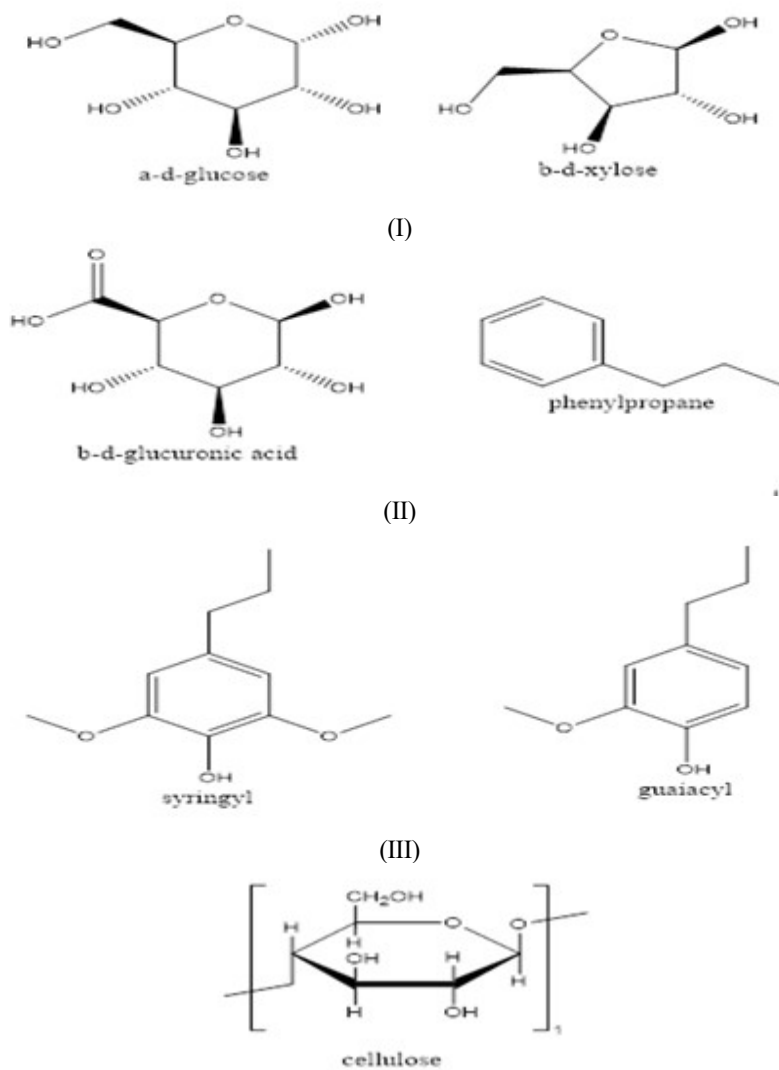 HO O OH
HO OH
OH
a-d-glucose
O OH
HO OH
HO
b-d-xylose
(I)
O
HO O OH
HO OH
OH
b-d-glucuronic acid
phenylpropane
(II)
O O
OH
syringyl
O
OH
guaiacyl
(III)
CH₂OH
O O
H H
OH H H
H OH
1
cellulose